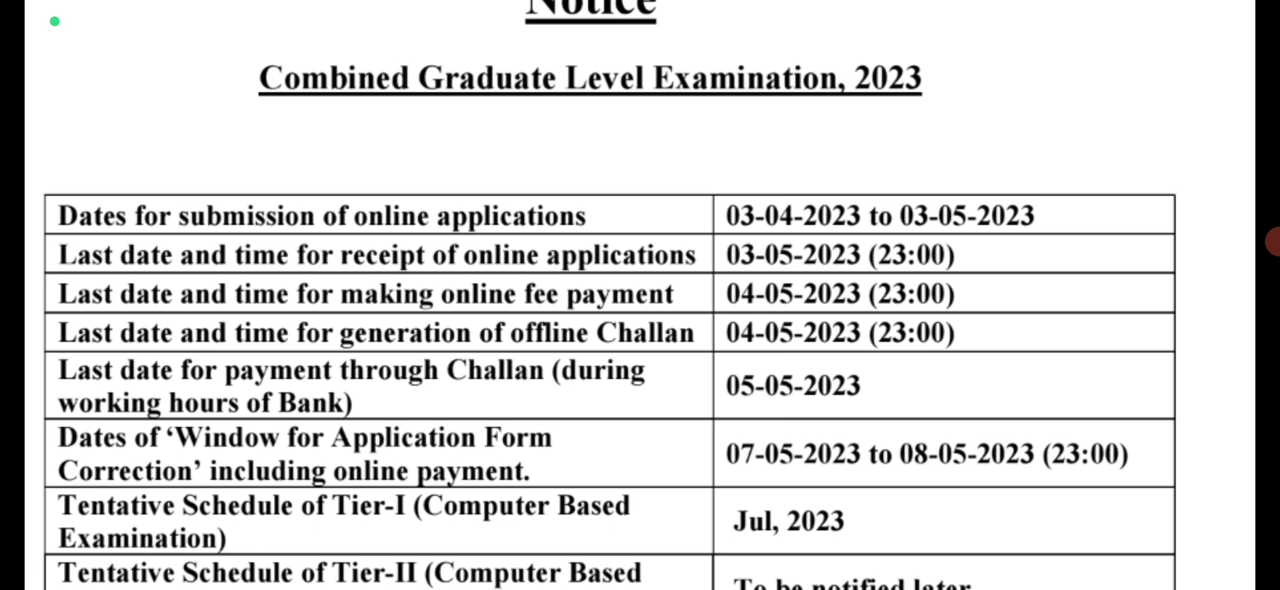 Notice
Combined Graduate Level Examination, 2023
Dates for submission of online applications 03-04-2023 to 03-05-2023
Last date and time for receipt of online applications 03-05-2023 (23:00)
Last date and time for making online fee payment 04-05-2023 (23:00)
Last date and time for generation of offline Challan 04-05-2023 (23:00)
Last date for payment through Challan (during
working hours of Bank)
05-05-2023
Dates of ‘Window for Application Form
Correction’ including online payment.
07-05-2023 to 08-05-2023 (23:00)
Tentative Schedule of Tier-I (Computer Based
Examination)
Jul, 2023
Tentative Schedule of Tier-II (Computer Based
To be notified later